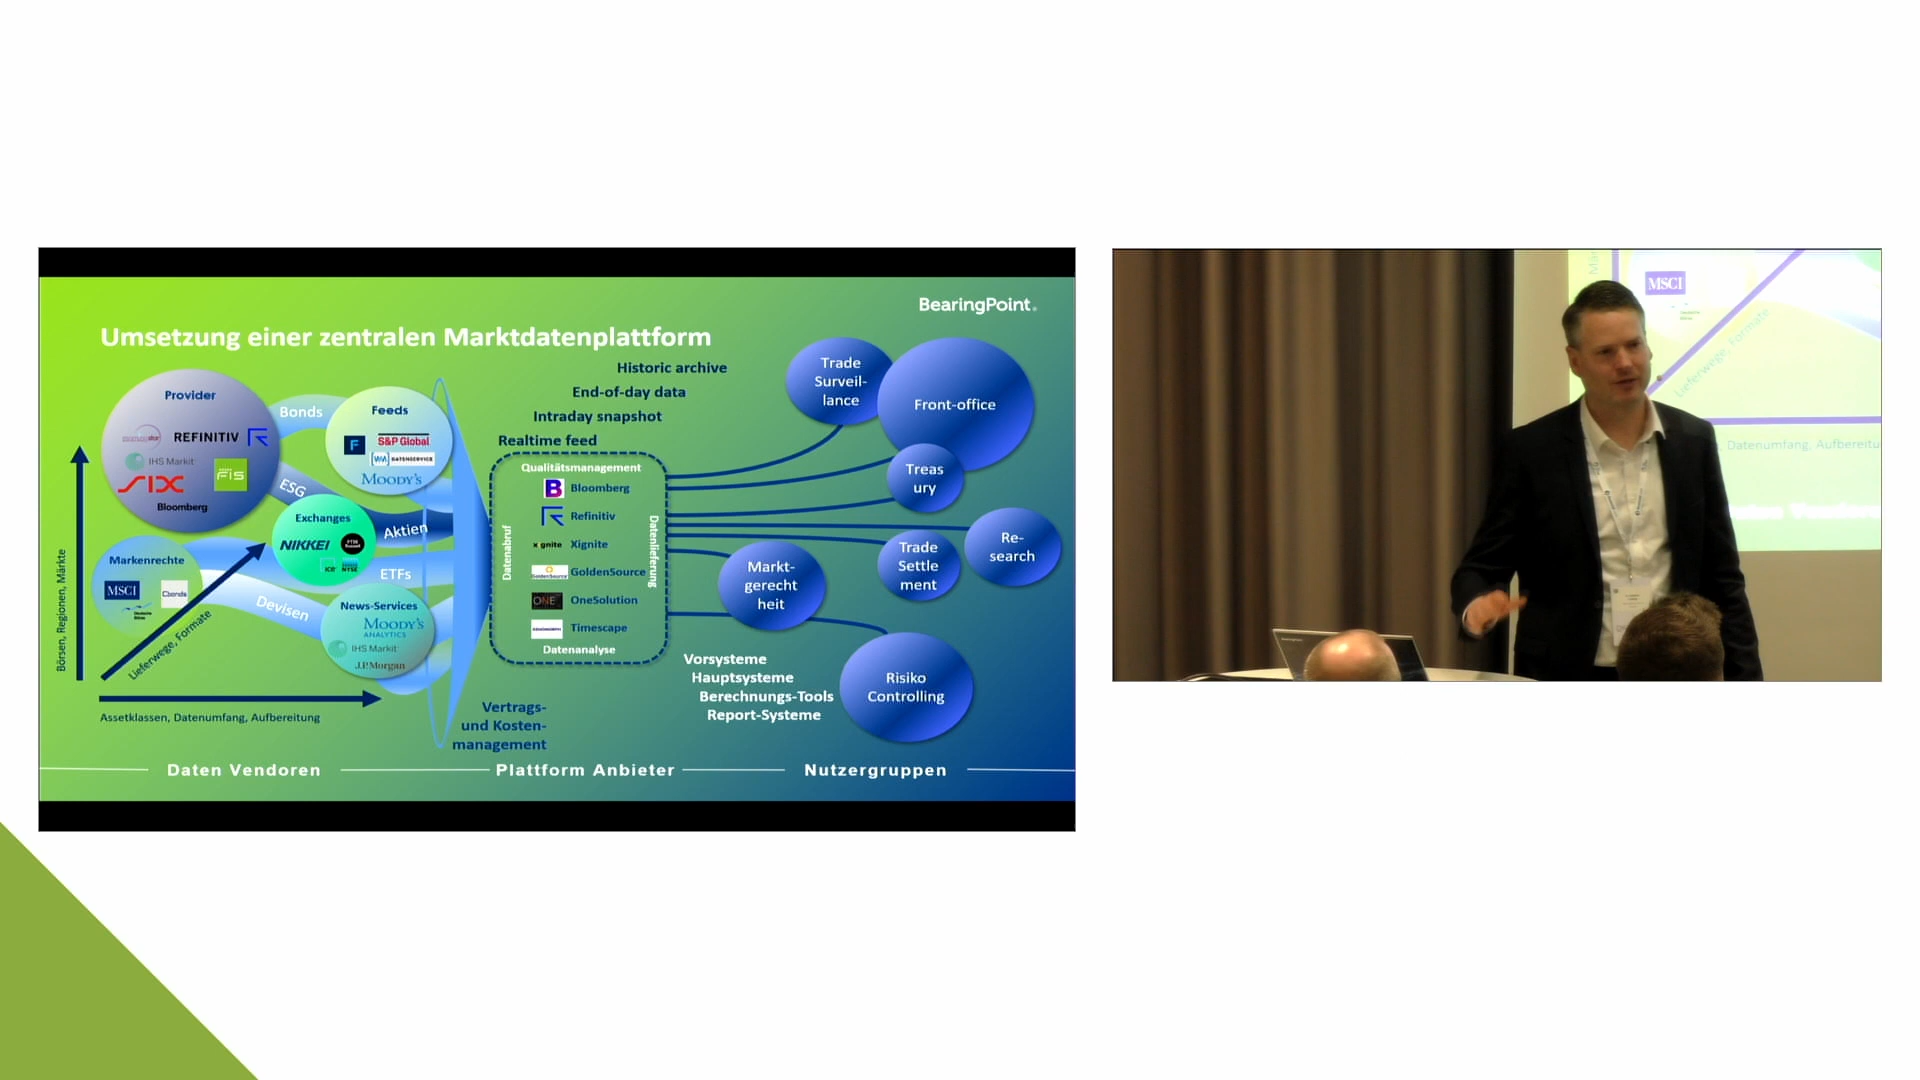 BearingPoint®
Umsetzung einer zentralen Marktdatenplattform
Historic archive
End-of-day data
Intraday snapshot
Realtime feed
Provider
REFINITIV
IHS Markit
FIS
SIX
Bloomberg
Bonds
Feeds
F
S&P Global
WM DATENSERVICE
MOODY'S
ESG
Exchanges
NIKKEI
ICE NYSE
Aktien
ETFs
Markenrechte
MSCI
Cbonds
Deutsche
Börse
Devisen
News-Services
MOODY'S
ANALYTICS
IHS Markit
J.P.Morgan
Börsen, Regionen, Märkte
Lieferwege, Formate
Assetklassen, Datenumfang, Aufbereitung
Qualitätsmanagement
B Bloomberg
Refinitiv
xignite Xignite
GoldenSource GoldenSource
ONE OneSolution
Timescape
Datenanalyse
Datenabruf
Datenlieferung
Vertrags-
und Kosten-
management
Trade
Surveil-
lance
Front-office
Treas
ury
Re-
search
Trade
Settle
ment
Markt-
gerecht
heit
Risiko
Controlling
Vorsysteme
Hauptsysteme
Berechnungs-Tools
Report-Systeme
Daten Vendoren
Plattform Anbieter
Nutzergruppen
MSCI
Lieferwege, Formate
Datenumfang, Aufbereitu